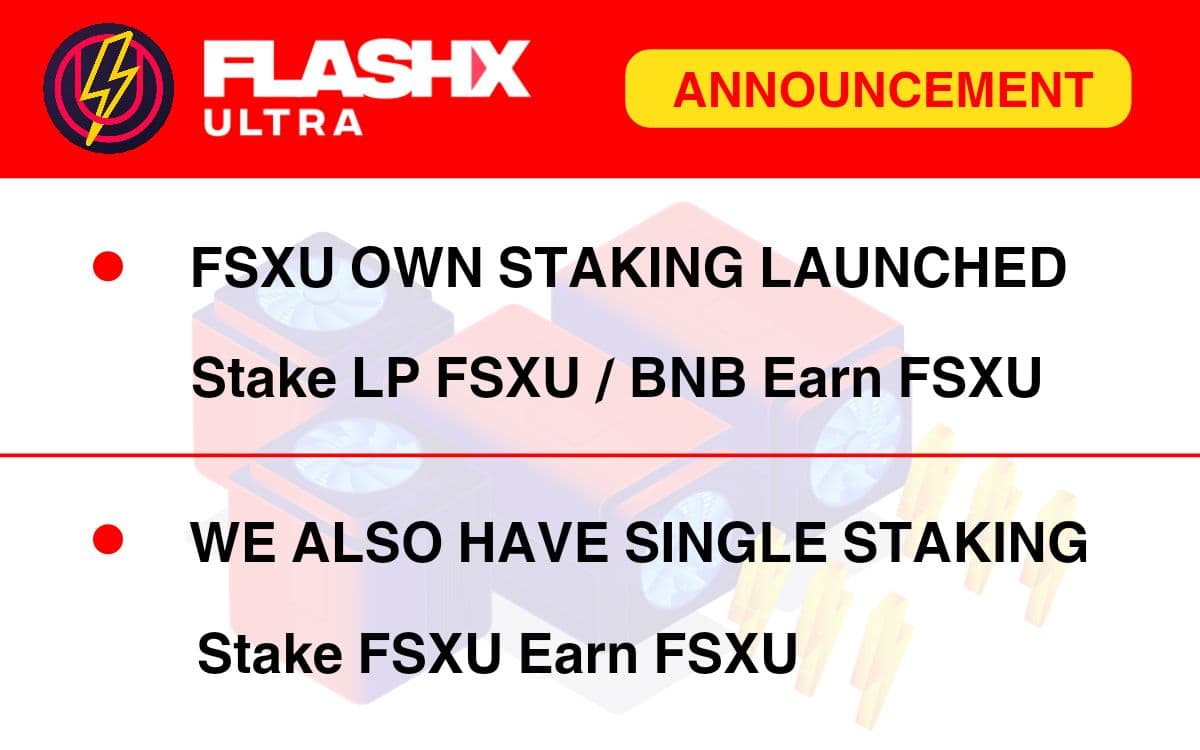 FLASHX
ULTRA
ANNOUNCEMENT
FSXU OWN STAKING LAUNCHED
Stake LP FSXU / BNB Earn FSXU
WE ALSO HAVE SINGLE STAKING
Stake FSXU Earn FSXU